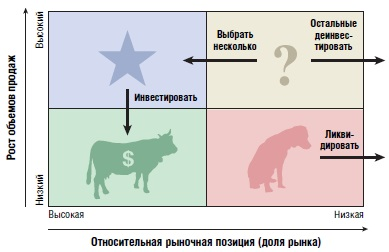 Высокий
Рост объемов продаж
Низкий
Выбрать
несколько
Остальные
деинвес-
тировать
?
Инвестировать
$
Ликви-
дировать
Высокая
Низкая
Относительная рыночная позиция (доля рынка)